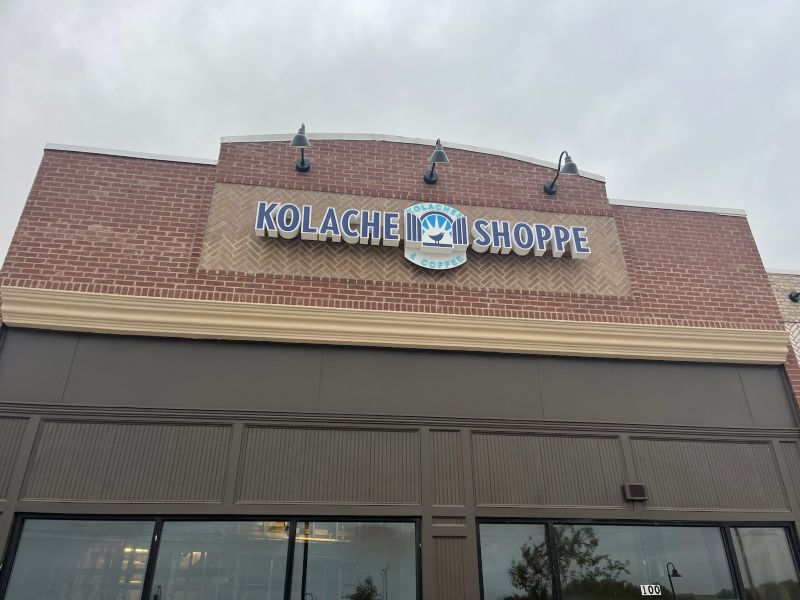 KOLACHE SHOPPE
KOLACHES
& COFFEE
100